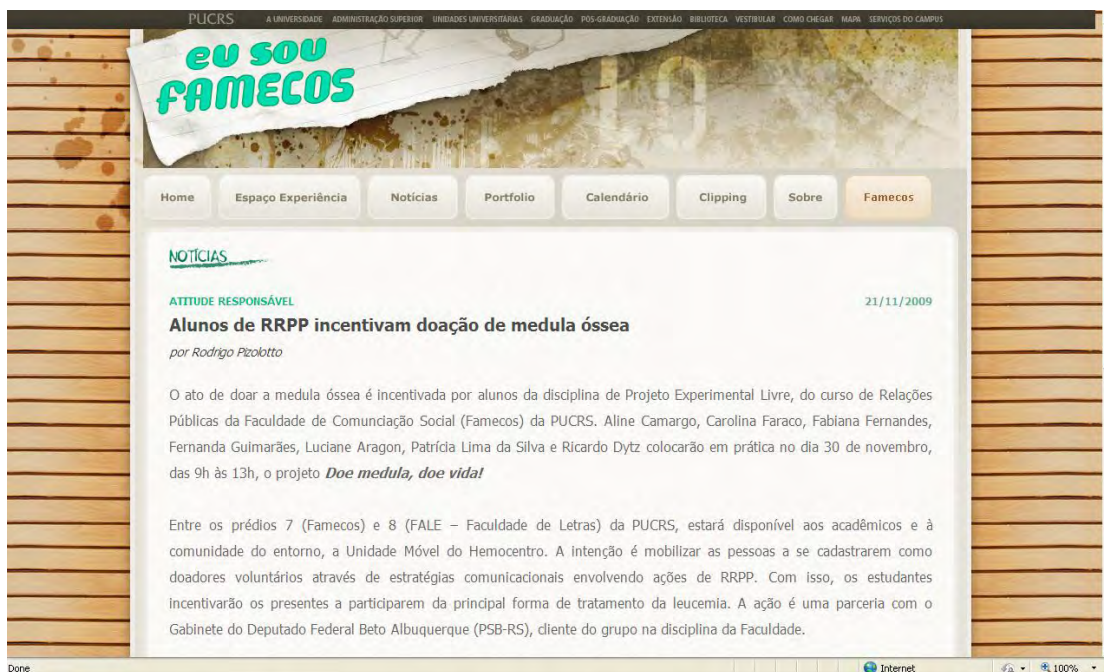 PUCRS A UNIVERSIDADE ADMINISTRAÇÃO SUPERIOR UNIDADES UNIVERSITÁRIAS GRADUAÇÃO PÓS-GRADUAÇÃO EXTENSÃO BIBLIOTECA VESTIBULAR COMO CHEGAR MAPA SERVIÇOS DO CAMPUS
eu sou
FAMECOS
Home Espaço Experiência Notícias Portfolio Calendário Clipping Sobre Famecos
NOTÍCIAS
ATITUDE RESPONSÁVEL 21/11/2009
Alunos de RRPP incentivam doação de medula óssea
por Rodrigo Pizolotto
O ato de doar a medula óssea é incentivada por alunos da disciplina de Projeto Experimental Livre, do curso de Relações
Públicas da Faculdade de Comunciação Social (Famecos) da PUCRS. Aline Camargo, Carolina Faraco, Fabiana Fernandes,
Fernanda Guimarães, Luciane Aragon, Patrícia Lima da Silva e Ricardo Dytz colocarão em prática no dia 30 de novembro,
das 9h às 13h, o projeto Doe medula, doe vida!
Entre os prédios 7 (Famecos) e 8 (FALE – Faculdade de Letras) da PUCRS, estará disponível aos acadêmicos e à
comunidade do entorno, a Unidade Móvel do Hemocentro. A intenção é mobilizar as pessoas a se cadastrarem como
doadores voluntários através de estratégias comunicacionais envolvendo ações de RRPP. Com isso, os estudantes
incentivarão os presentes a participarem da principal forma de tratamento da leucemia. A ação é uma parceria com o
Gabinete do Deputado Federal Beto Albuquerque (PSB-RS), cliente do grupo na disciplina da Faculdade.
Done Internet 100%